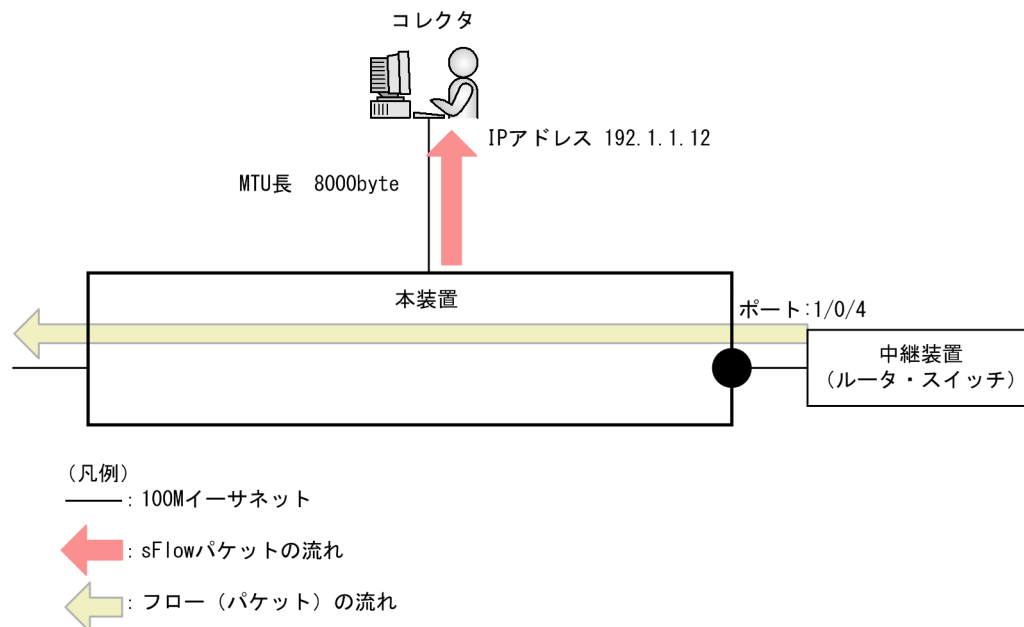 コレクタ
IPアドレス 192.1.1.12
MTU長 8000byte
本装置
ポート:1/0/4
中継装置
(ルータ・スイッチ)
(凡例)
: 100Mイーサネット
: sFlowパケットの流れ
: フロー(パケット)の流れ